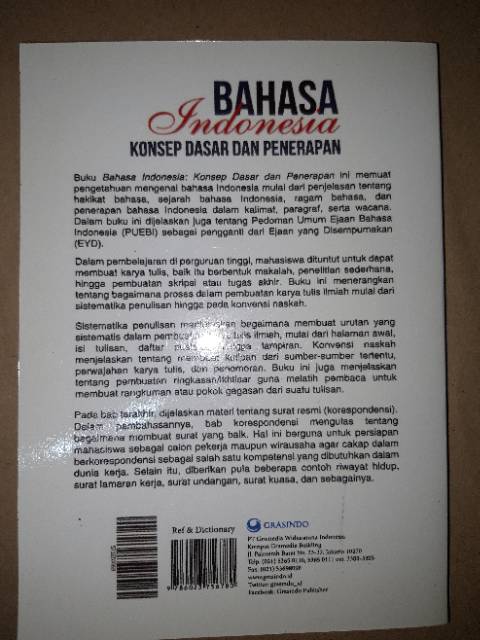 BAHASA
Indonesia
KONSEP DASAR DAN PENERAPAN
Buku Bahasa Indonesia: Konsep Dasar dan Penerapan ini memuat
pengetahuan mengenai bahasa Indonesia mulai dari penjelasan tentang
hakikat bahasa, sejarah bahasa Indonesia, ragam bahasa, dan
penerapan bahasa Indonesia dalam kalimat, paragraf, serta wacana.
Dalam buku ini dijelaskan juga tentang Pedoman Umum Ejaan Bahasa
Indonesia (PUEBI) sebagai pengganti dari Ejaan yang Disempurnakan
(EYD).
Dalam pembelajaran di perguruan tinggi, mahasiswa dituntut untuk dapat
membuat karya tulis, baik itu berbentuk makalah, penelitian sederhana,
hingga pembuatan skripsi atau tugas akhir. Buku ini menerangkan
tentang bagaimana proses dalam pembuatan karya tulis ilmiah mulai dari
sistematika penulisan hingga pada konvensi naskah.
Sistematika penulisan bagaimana membuat urutan yang
sistematis dalam tulis ilmiah, mulai dari halaman awal,
isi tulisan, daftar lampiran. Konvensi naskah
menjelaskan tentang membuat kutipan dari sumber-sumber tertentu,
perwajahan karya tulis, dan penomoran. Buku ini juga menjelaskan
tentang pembuatan ringkasan/ikhtisar guna melatih pembaca untuk
membuat rangkuman atau pokok gagasan dari suatu tulisan.
Pada bab terakhir, dijelaskan materi tentang surat resmi (korespondensi).
Dalam pembahasannya, bab korespondensi mengulas tentang
bagaimana membuat surat yang baik. Hal ini berguna untuk persiapan
mahasiswa sebagai calon pekerja maupun wirausaha agar cakap dalam
berkorespondensi sebagai salah satu kompetensi yang dibutuhkan dalam
dunia kerja. Selain itu, diberikan pula beberapa contoh riwayat hidup,
surat lamaran kerja, surat undangan, surat kuasa, dan sebagainya.
Ref & Dictionary
GRASINDO
PT Gramedia Widiasarana Indonesia
Kompas Gramedia Building
Jl. Palmerah Barat No. 33-37, Jakarta 10270
www.grasindo.id
Twitter: grasindo_id
Facebook: Grasindo Publisher